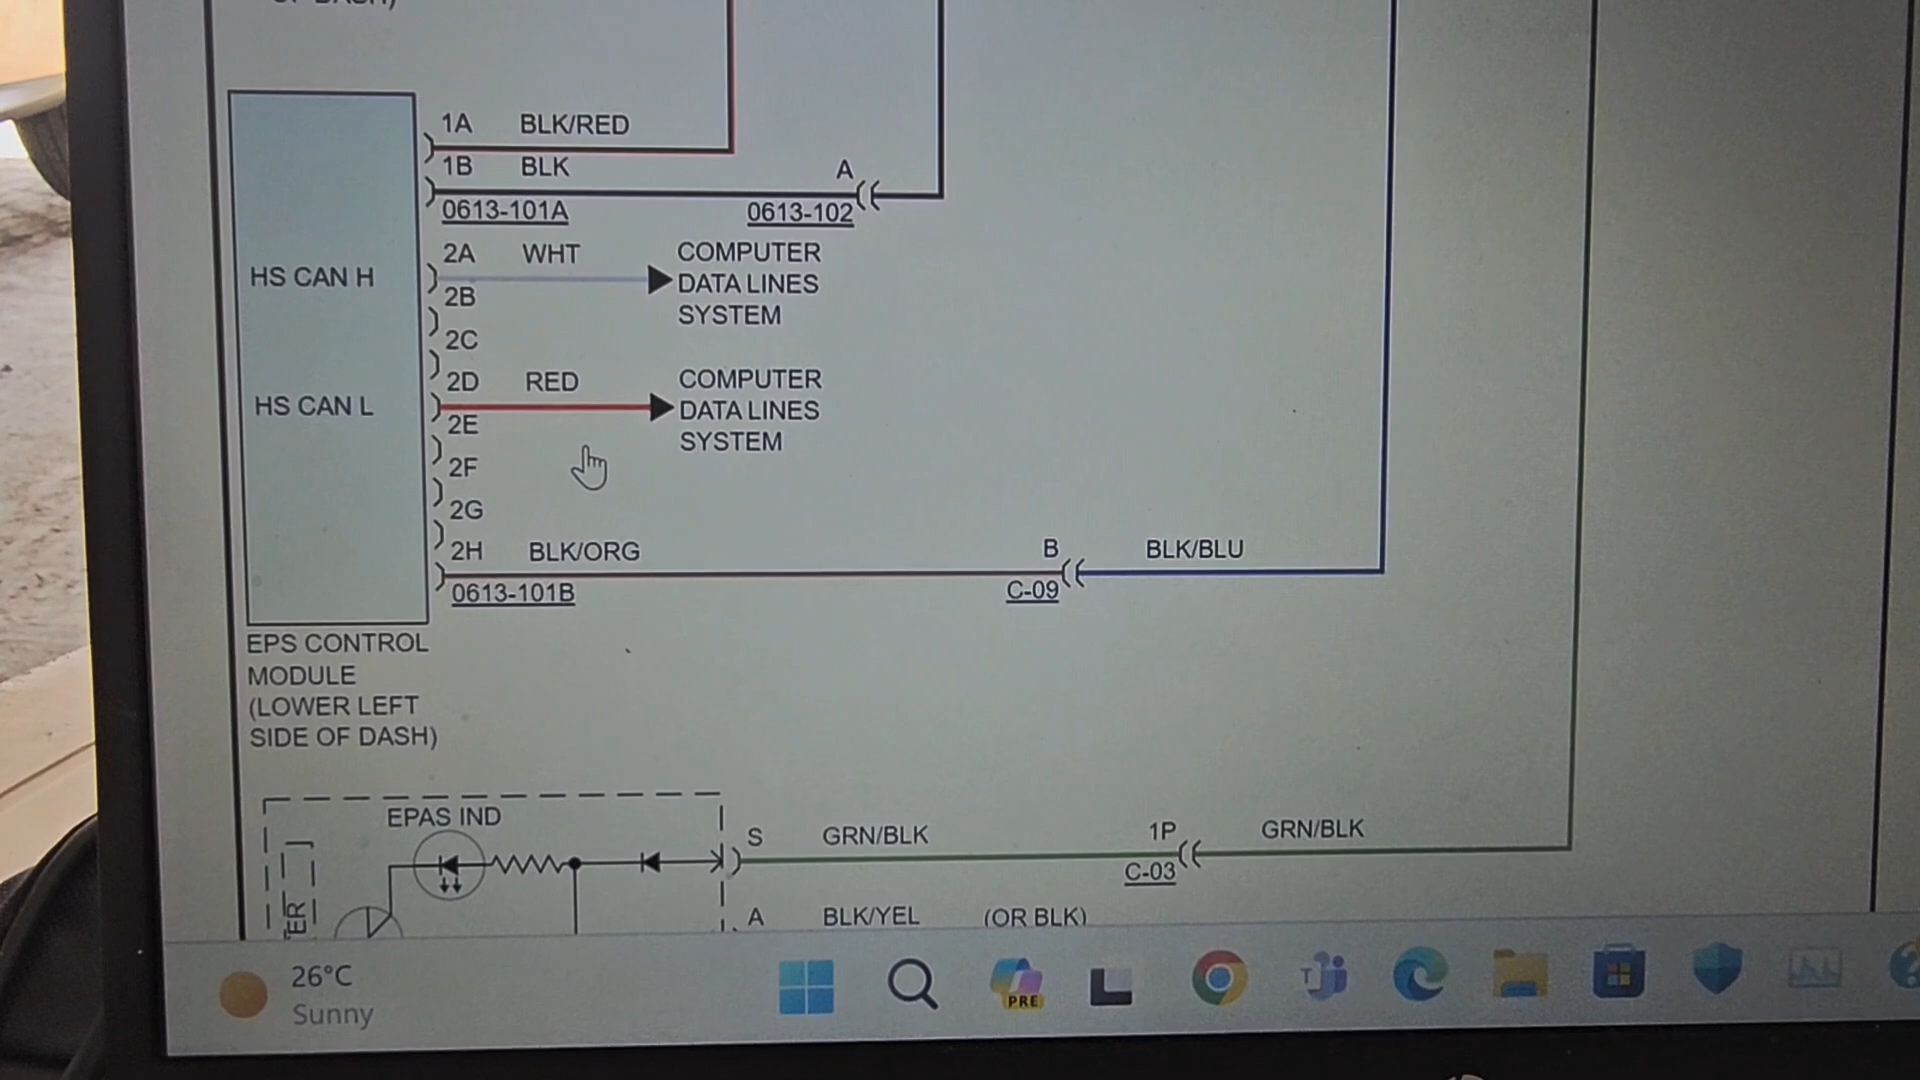 OF DASH)
1A BLK/RED
1B BLK A
0613-101A 0613-102
2A WHT COMPUTER
HS CAN H DATA LINES
2B SYSTEM
2C
2D RED COMPUTER
HS CAN L DATA LINES
2E SYSTEM
2F
2G
2H BLK/ORG B BLK/BLU
0613-101B C-09
EPS CONTROL
MODULE
(LOWER LEFT
SIDE OF DASH)
EPAS IND
S GRN/BLK 1P GRN/BLK
C-03
A BLK/YEL (OR BLK)
26°C
Sunny
PRE